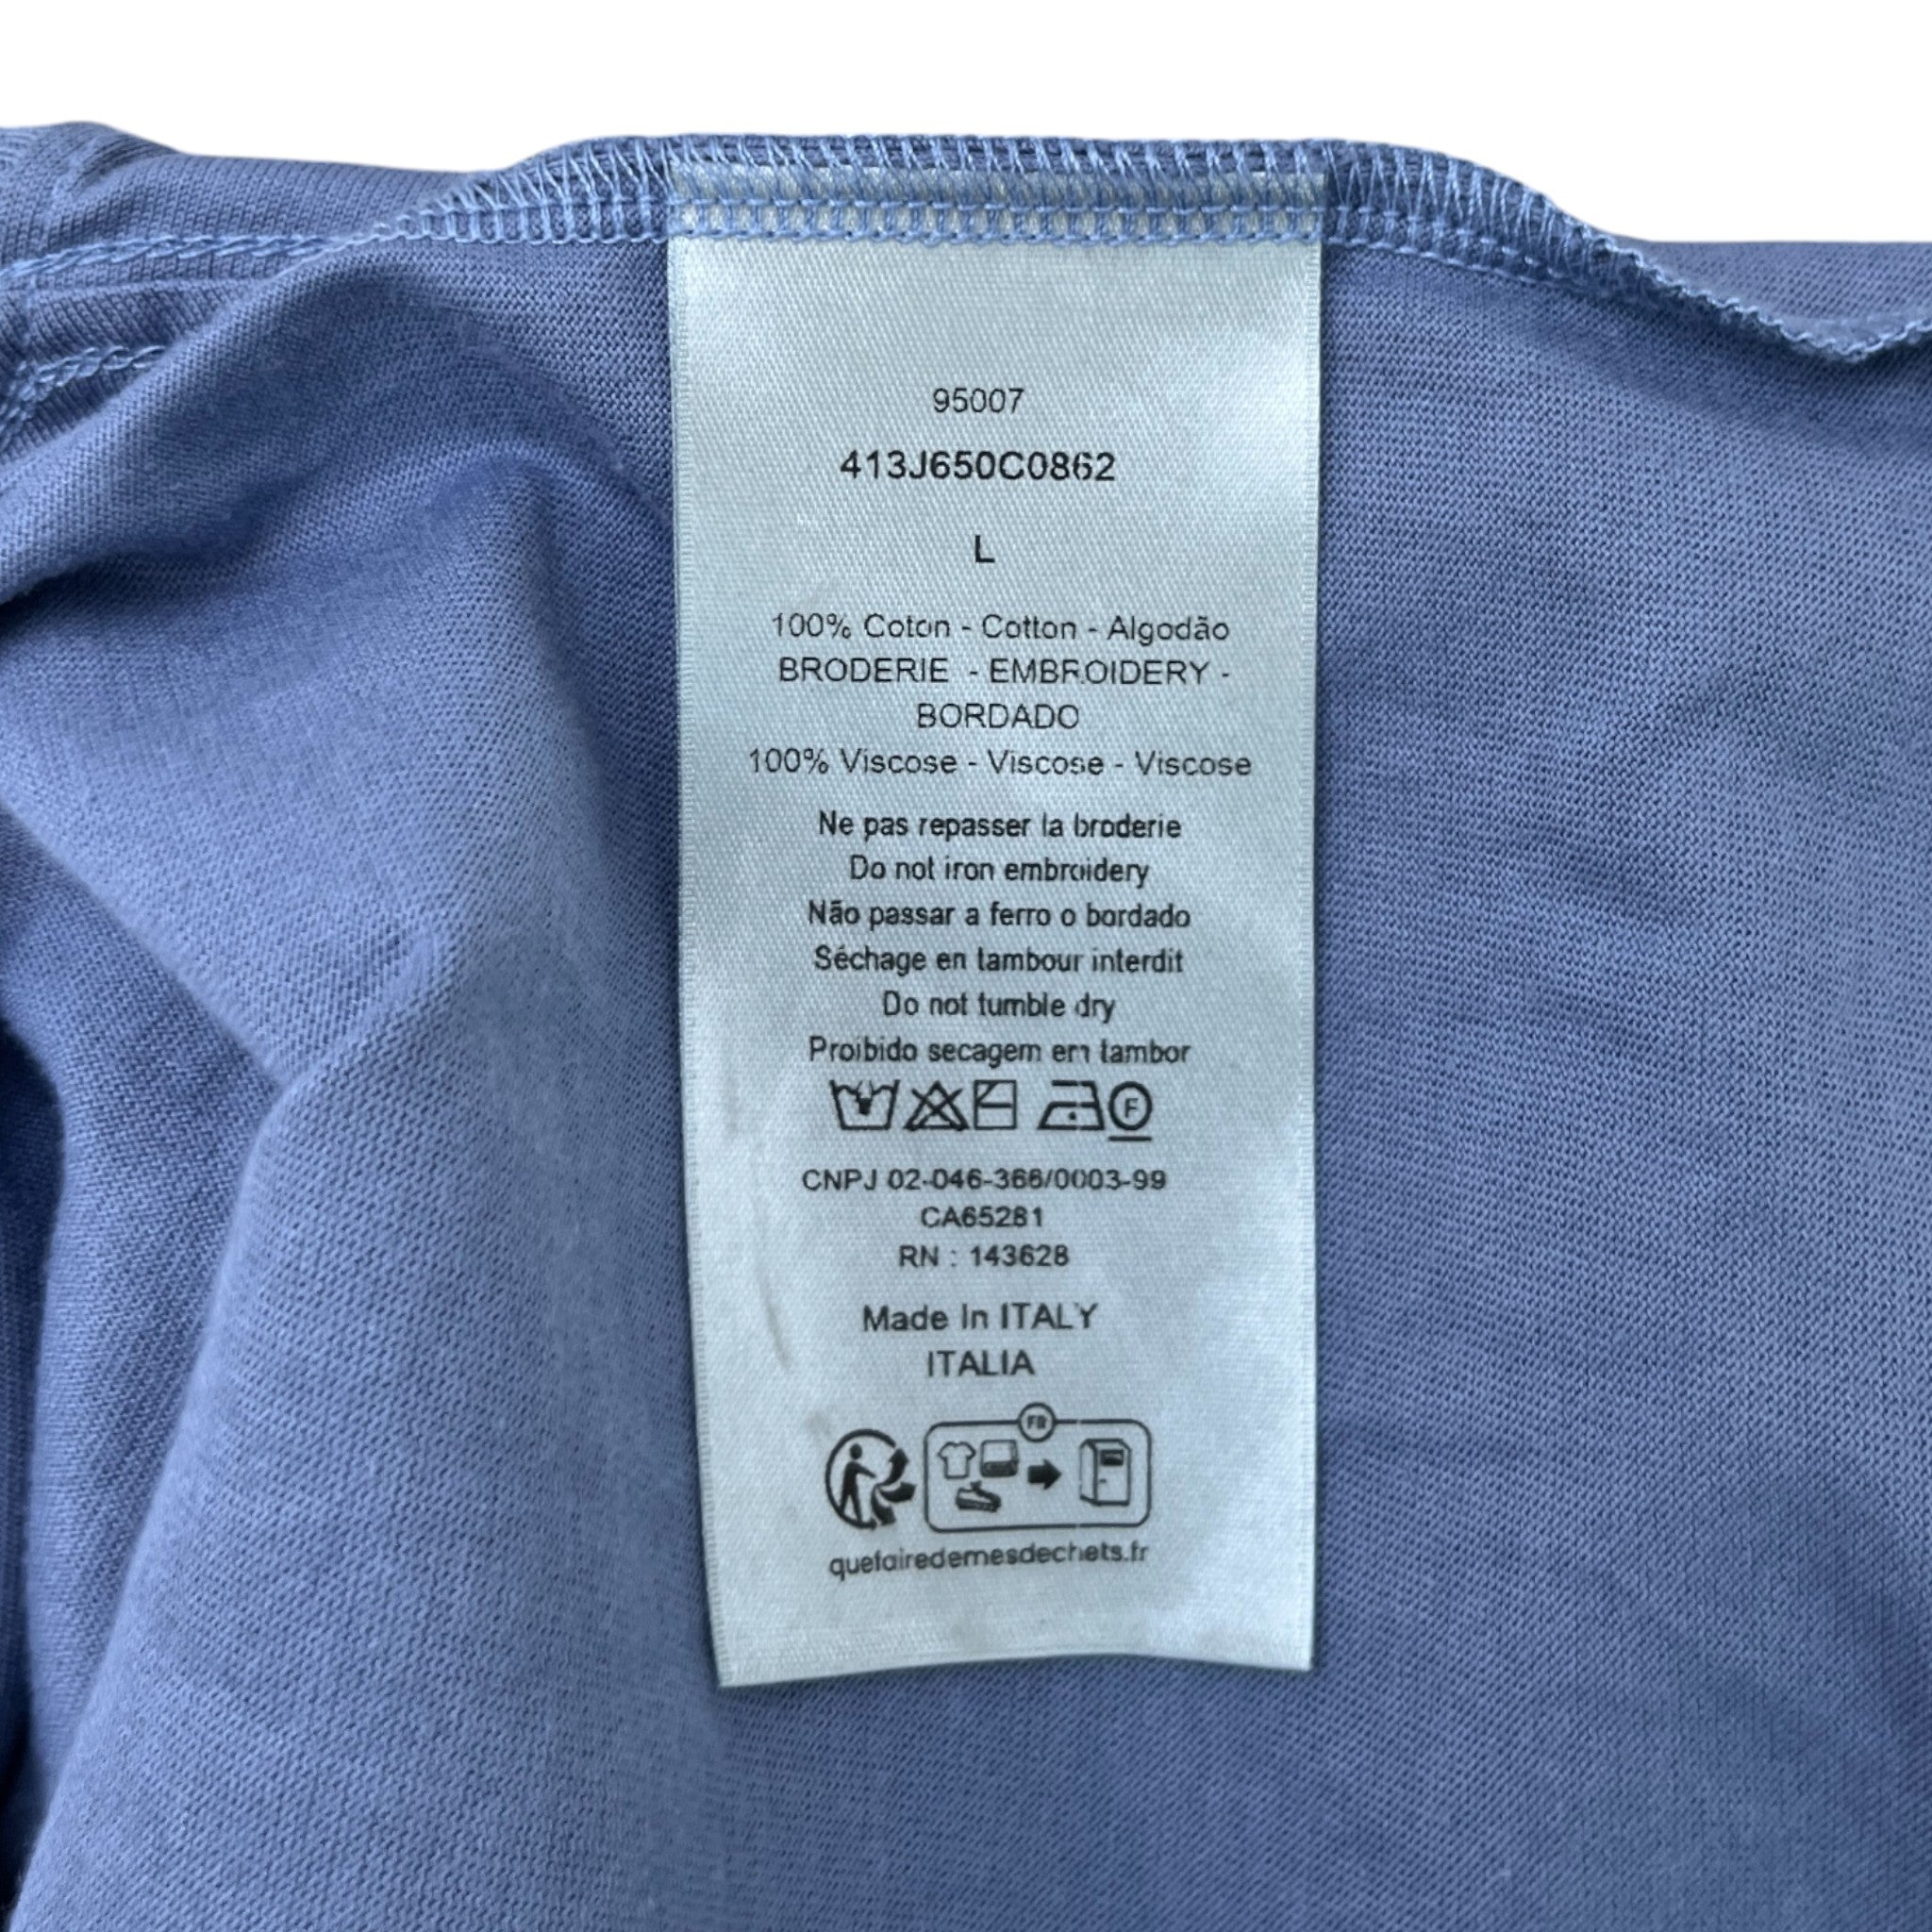 95007
413J650C0862
L
100% Coton - Cotton - Algodão
BRODERIE - EMBROIDERY -
BORDADO
100% Viscose - Viscose - Viscose
Ne pas repasser la broderie
Do not iron embroidery
Não passar a ferro o bordado
Séchage en tambour interdit
Do not tumble dry
Proibido secagem em tambor
F
CNPJ 02-046-366/0003-99
CA65281
RN : 143628
Made In ITALY
ITALIA
FR
quefairedemesdechets.fr